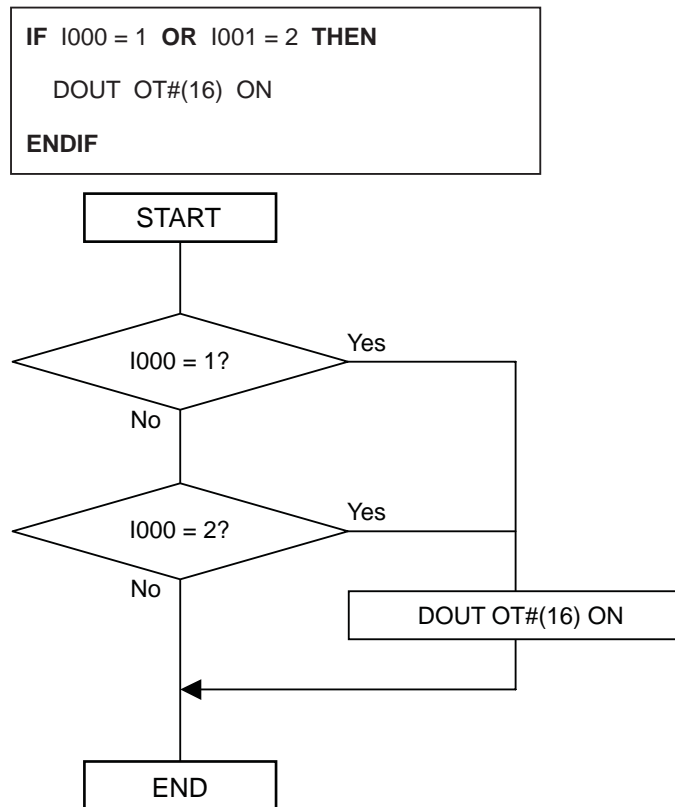 IF I000 = 1 OR I001 = 2 THEN
DOUT OT#(16) ON
ENDIF
START
I000 = 1?
Yes
No
I000 = 2?
Yes
No
DOUT OT#(16) ON
END